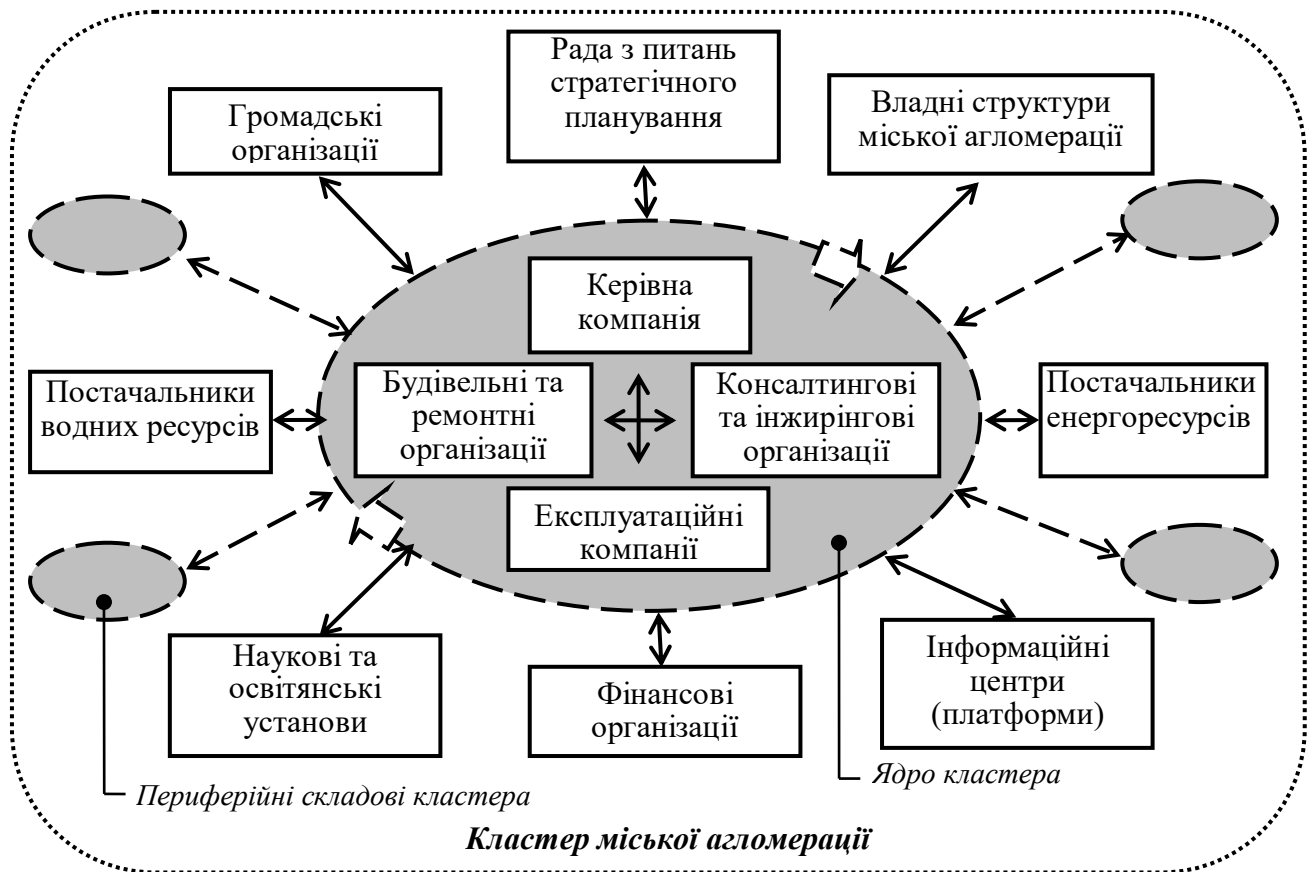 Рада з питань
стратегічного
планування
Громадські
організації
Владні структури
міської агломерації
Керівна
компанія
Постачальники
водних ресурсів
Будівельні та
ремонтні
організації
Консалтингові
та інжирінгові
організації
Постачальники
енергоресурсів
Експлуатаційні
компанії
Наукові та
освітянські
установи
Фінансові
організації
Інформаційні
центри
(платформи)
Периферійні складові кластера
Ядро кластера
Кластер міської агломерації